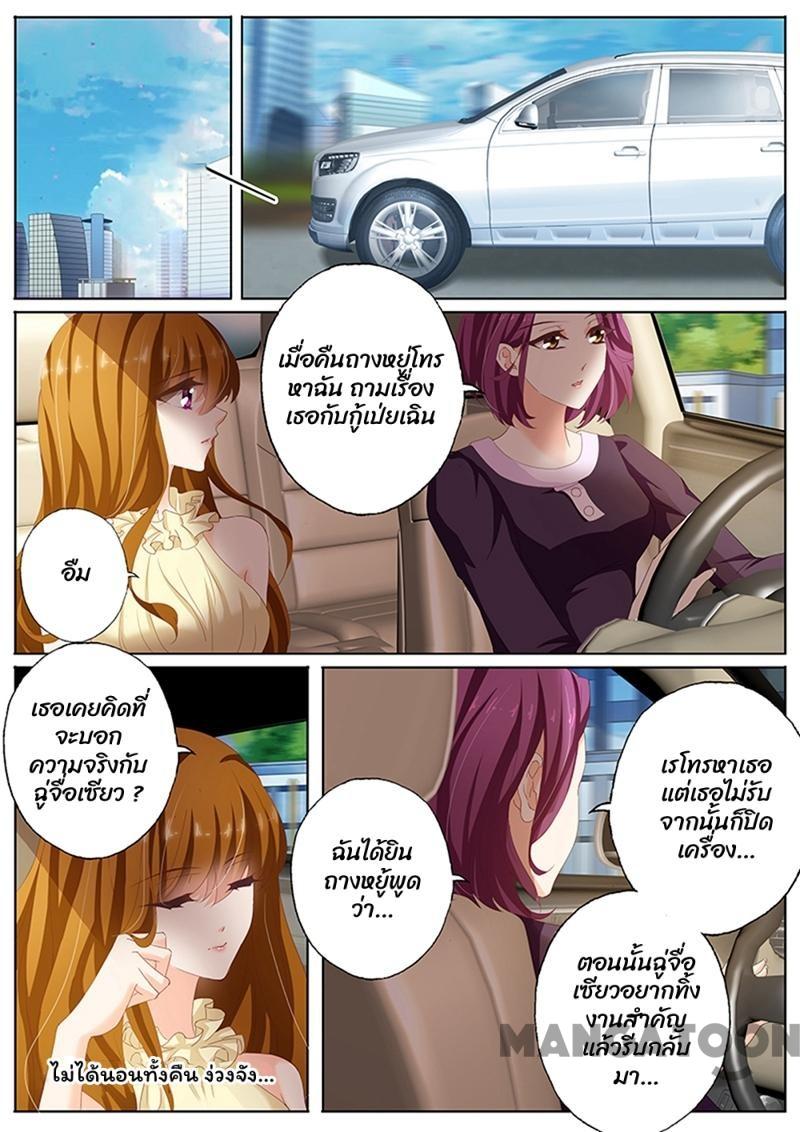 เมื่อคืนถางหยู่โทร
หาฉัน ถามเรื่อง
เธอกับกู้เป่ยเฉิน
อืม
เธอเคยคิดที่
จะบอก
ความจริงกับ
ฉู่จื่อเซียว ?
ไม่ได้นอนทั้งคืน ง่วงจัง...
ฉันได้ยิน
ถางหยู้พูด
ว่า...
เรโทรหาเธอ
แต่เธอไม่รับ
จากนั้นก็ปิด
เครื่อง...
ตอนนั้นฉู่จื่อ
เซียวอยากทิ้ง
งานสำคัญ
แล้วรีบกลับ
มา...
MANGATOON